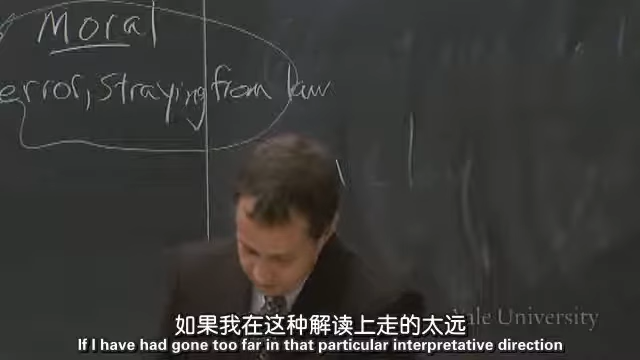 Moral
error, straying from law
Yale University
如果我在这种解读上走的太远
If I have had gone too far in that particular interpretative direction